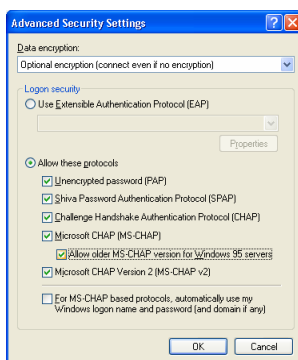 Advanced Security Settings
Data encryption:
Optional encryption (connect even if no encryption)
Logon security
Use Extensible Authentication Protocol (EAP)
Properties
Allow these protocols
Unencrypted password (PAP)
Shiva Password Authentication Protocol (SPAP)
Challenge Handshake Authentication Protocol (CHAP)
Microsoft CHAP (MS-CHAP)
Allow older MS-CHAP version for Windows 95 servers
Microsoft CHAP Version 2 (MS-CHAP v2)
For MS-CHAP based protocols, automatically use my
Windows logon name and password (and domain if any)
OK Cancel